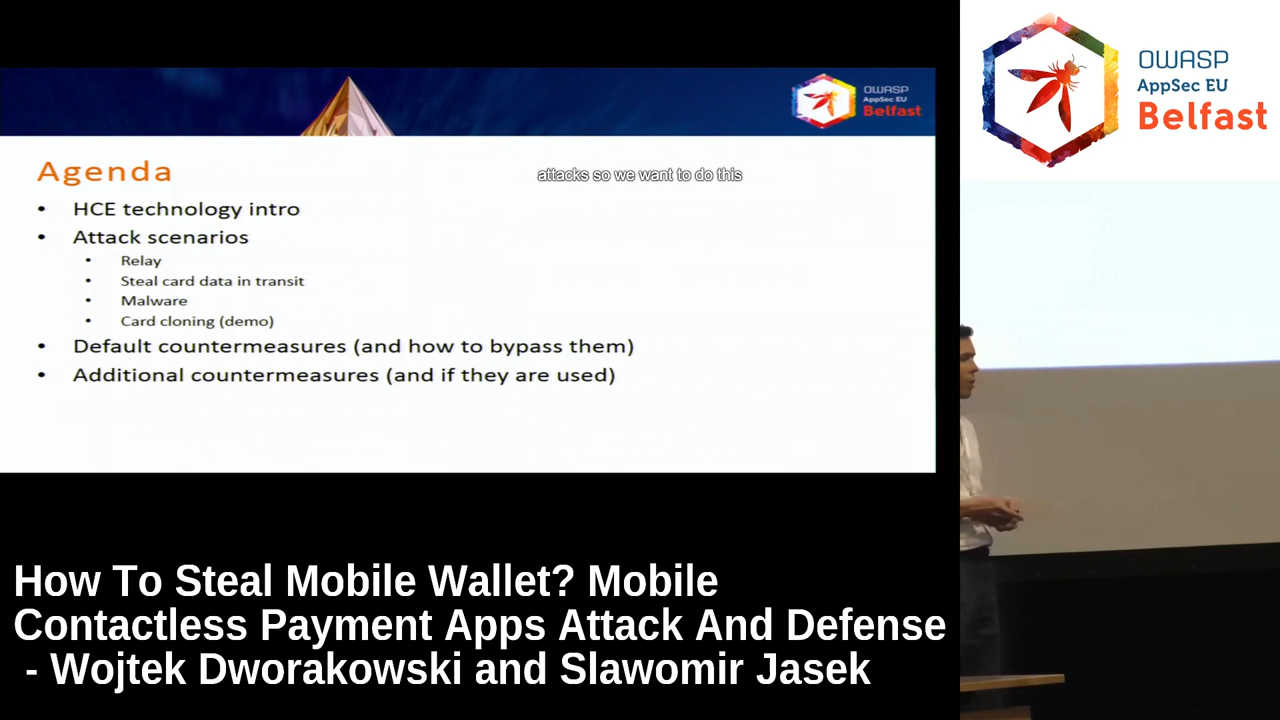 OWASP
AppSec EU
Belfast
OWASP
AppSec EU
Belfast
Agenda
attacks so we want to do this
• HCE technology intro
• Attack scenarios
• Relay
• Steal card data in transit
• Malware
• Card cloning (demo)
• Default countermeasures (and how to bypass them)
• Additional countermeasures (and if they are used)
How To Steal Mobile Wallet? Mobile
Contactless Payment Apps Attack And Defense
- Wojtek Dworakowski and Slawomir Jasek